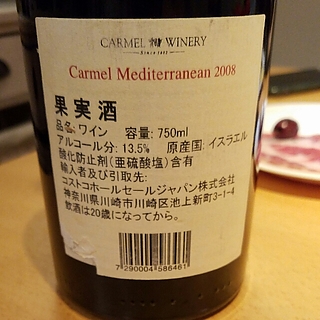 CARMEL WINERY
Since 1882
Carmel Mediterranean 2008
果実酒
品名: ワイン 容量: 750ml
アルコール分: 13.5% 原産国: イスラエル
酸化防止剤(亜硫酸塩)含有
輸入者及び引取先:
コストコホールセールジャパン株式会社
神奈川県川崎市川崎区池上新町3-1-4
飲酒は20歳になってから。
7290004586461